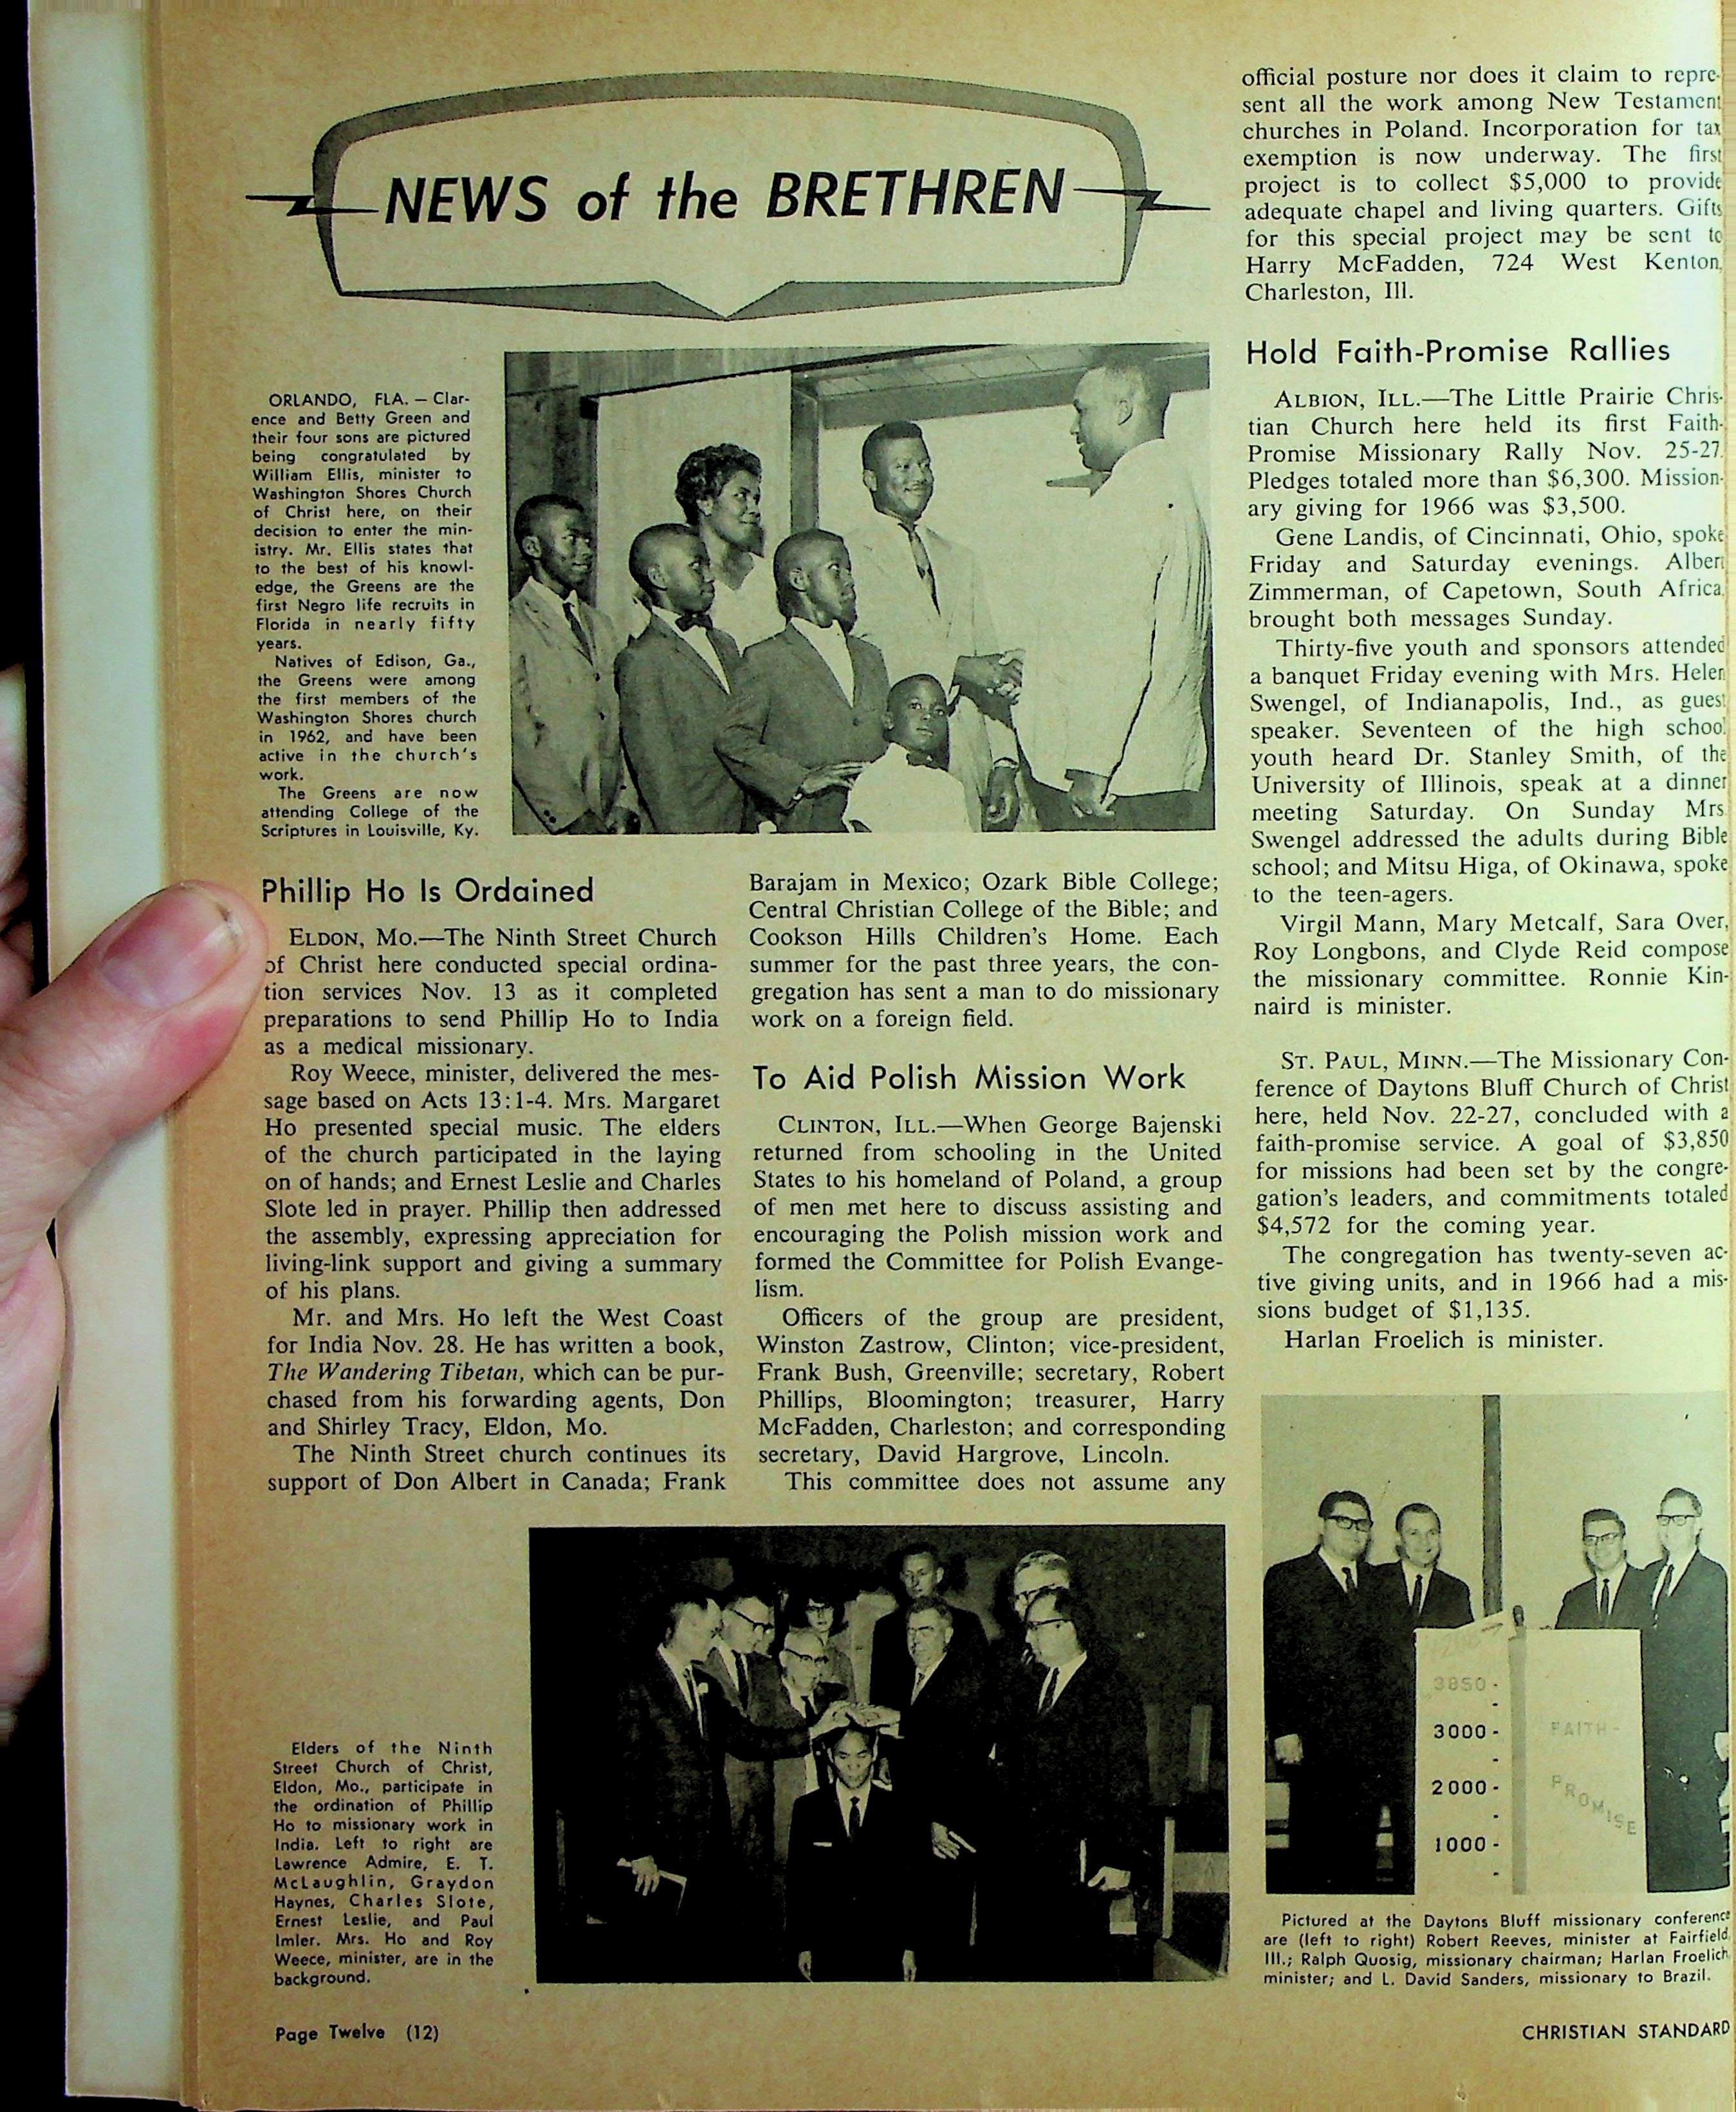 NEWS of the BRETHREN
ORLANDO, FLA. — Clar-
ence and Betty Green and
their four sons are pictured
being congratulated by
William Ellis, minister to
Washington Shores Church
of Christ here, on their
decision to enter the min-
istry. Mr. Ellis states that
to the best of his knowl-
edge, the Greens are the
first Negro life recruits in
Florida in nearly fifty
years.
Natives of Edison, Ga.,
the Greens were among
the first members of the
Washington Shores church
in 1962, and have been
active in the church's
work.
The Greens are now
attending College of the
Scriptures in Louisville, Ky.
Phillip Ho Is Ordained
ELDON, MO.—The Ninth Street Church
of Christ here conducted special ordina-
tion services Nov. 13 as it completed
preparations to send Phillip Ho to India
as a medical missionary.
Roy Weece, minister, delivered the mes-
sage based on Acts 13:1-4. Mrs. Margaret
Ho presented special music. The elders
of the church participated in the laying
on of hands; and Ernest Leslie and Charles
Slote led in prayer. Phillip then addressed
the assembly, expressing appreciation for
living-link support and giving a summary
of his plans.
Mr. and Mrs. Ho left the West Coast
for India Nov. 28. He has written a book,
The Wandering Tibetan, which can be pur-
chased from his forwarding agents, Don
and Shirley Tracy, Eldon, Mo.
The Ninth Street church continues its
support of Don Albert in Canada; Frank
Barajam in Mexico; Ozark Bible College;
Central Christian College of the Bible; and
Cookson Hills Children's Home. Each
summer for the past three years, the con-
gregation has sent a man to do missionary
work on a foreign field.
To Aid Polish Mission Work
CLINTON, ILL.—When George Bajenski
returned from schooling in the United
States to his homeland of Poland, a group
of men met here to discuss assisting and
encouraging the Polish mission work and
formed the Committee for Polish Evange-
lism.
Officers of the group are president,
Winston Zastrow, Clinton; vice-president,
Frank Bush, Greenville; secretary, Robert
Phillips, Bloomington; treasurer, Harry
McFadden, Charleston; and corresponding
secretary, David Hargrove, Lincoln.
This committee does not assume any
official posture nor does it claim to repre-
sent all the work among New Testament
churches in Poland. Incorporation for tax
exemption is now underway. The first
project is to collect $5,000 to provide
adequate chapel and living quarters. Gifts
for this special project may be sent to
Harry McFadden, 724 West Kenton,
Charleston, Ill.
Hold Faith-Promise Rallies
ALBION, ILL.—The Little Prairie Chris-
tian Church here held its first Faith-
Promise Missionary Rally Nov. 25-27.
Pledges totaled more than $6,300. Mission-
ary giving for 1966 was $3,500.
Gene Landis, of Cincinnati, Ohio, spoke
Friday and Saturday evenings. Albert
Zimmerman, of Capetown, South Africa,
brought both messages Sunday.
Thirty-five youth and sponsors attended
a banquet Friday evening with Mrs. Helen
Swengel, of Indianapolis, Ind., as guest
speaker. Seventeen of the high school
youth heard Dr. Stanley Smith, of the
University of Illinois, speak at a dinner
meeting Saturday. On Sunday Mrs.
Swengel addressed the adults during Bible
school; and Mitsu Higa, of Okinawa, spoke
to the teen-agers.
Virgil Mann, Mary Metcalf, Sara Over,
Roy Longbons, and Clyde Reid compose
the missionary committee. Ronnie Kin-
naird is minister.
ST. PAUL, MINN.—The Missionary Con-
ference of Daytons Bluff Church of Christ
here, held Nov. 22-27, concluded with a
faith-promise service. A goal of $3,850
for missions had been set by the congre-
gation's leaders, and commitments totaled
$4,572 for the coming year.
The congregation has twenty-seven ac-
tive giving units, and in 1966 had a mis-
sions budget of $1,135.
Harlan Froelich is minister.
3850-
3000-
2000-
1000-
FAITH-
PROMISE
Pictured at the Daytons Bluff missionary conference
are (left to right) Robert Reeves, minister at Fairfield,
Ill.; Ralph Quosig, missionary chairman; Harlan Froelich,
minister; and L. David Sanders, missionary to Brazil.
Elders of the Ninth
Street Church of Christ,
Eldon, Mo., participate in
the ordination of Phillip
Ho to missionary work in
India. Left to right are
Lawrence Admire, E. T.
McLaughlin, Graydon
Haynes, Charles Slote,
Ernest Leslie, and Paul
Imler. Mrs. Ho and Roy
Weece, minister, are in the
background.
Page Twelve (12)
CHRISTIAN STANDARD